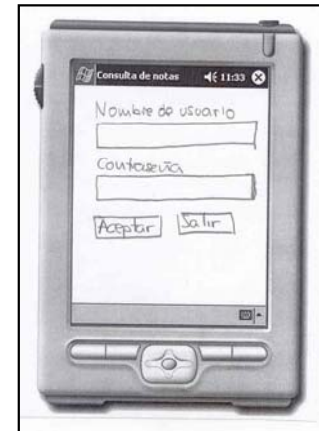 Consulta de notas 11:33
Nombre de usuario
Contraseña
Aceptar Salir